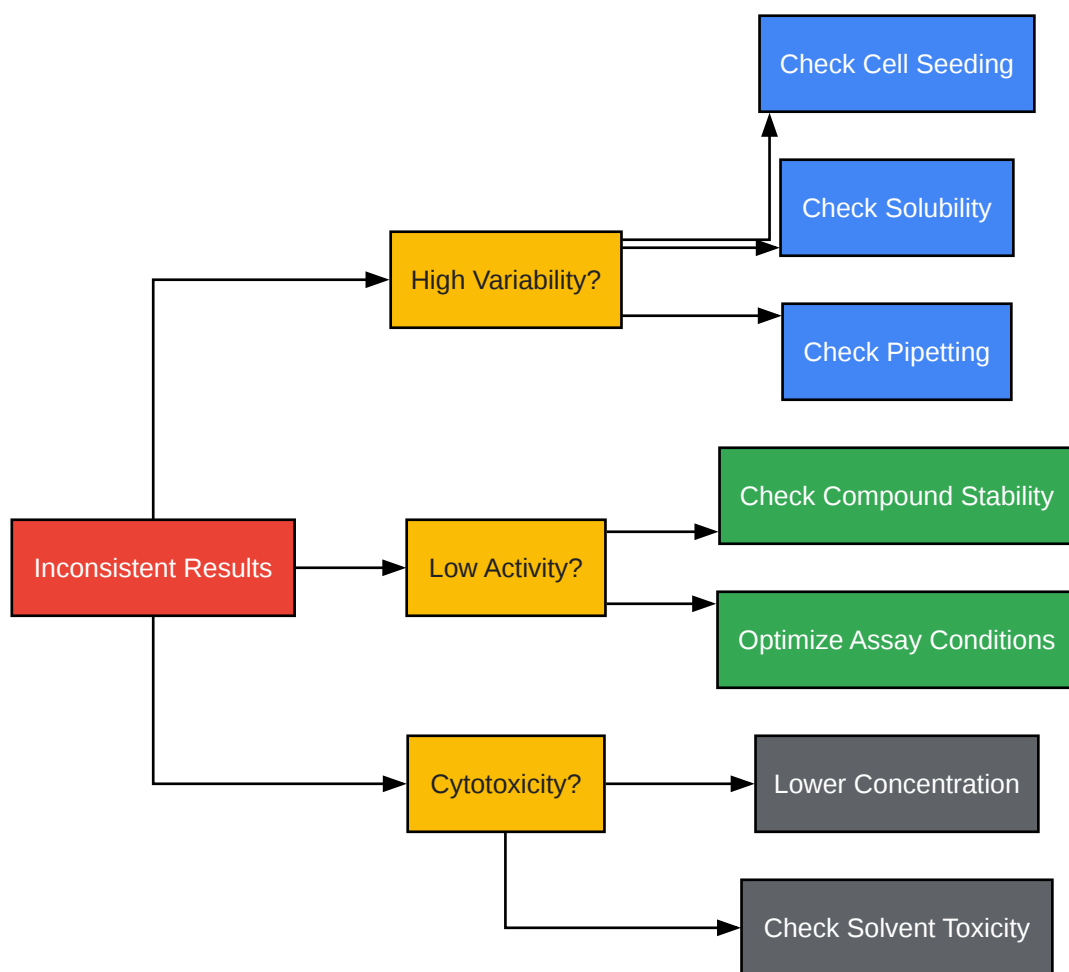 Check Cell Seeding
Check Solubility
High Variability?
Check Pipetting
Check Compound Stability
Inconsistent Results
Low Activity?
Optimize Assay Conditions
Cytotoxicity?
Lower Concentration
Check Solvent Toxicity